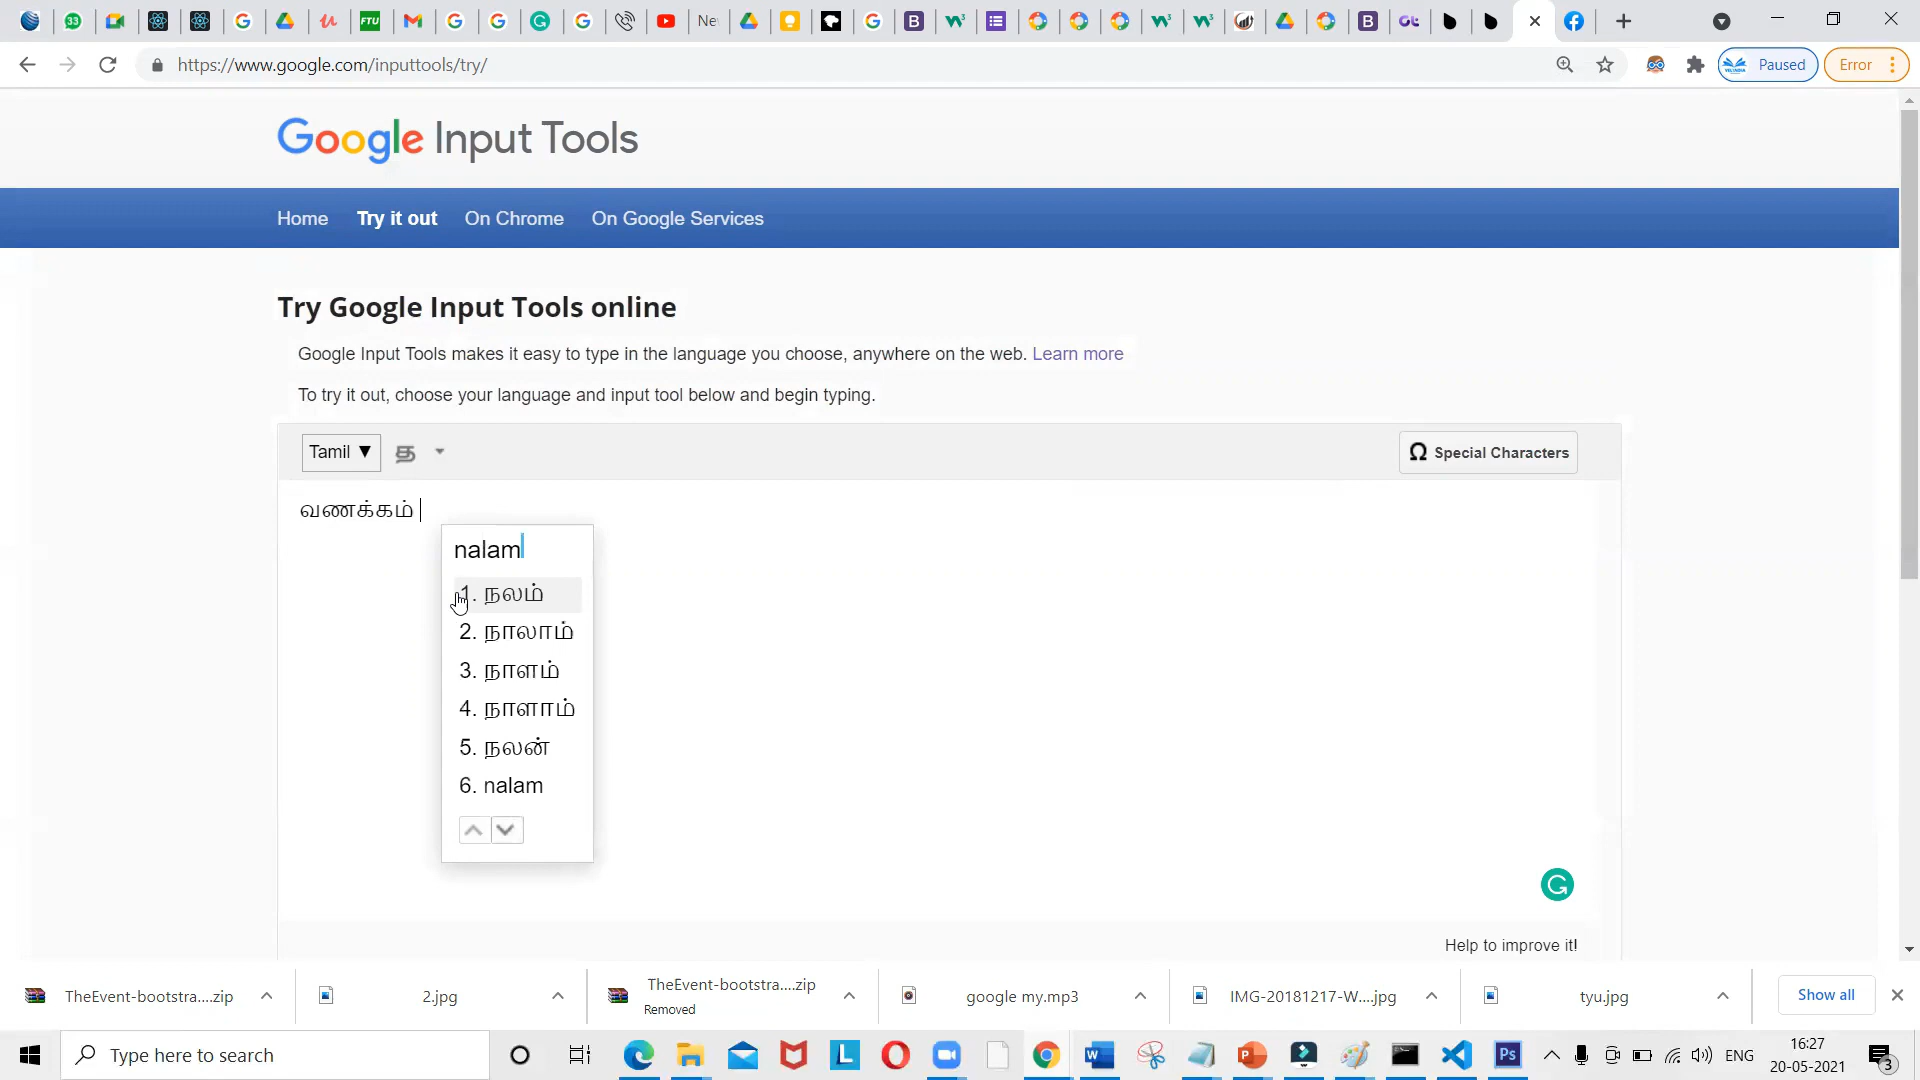 Ne
https://www.google.com/inputtools/try/
Paused
Error
Google Input Tools
Home Try it out On Chrome On Google Services
Try Google Input Tools online
Google Input Tools makes it easy to type in the language you choose, anywhere on the web. Learn more
To try it out, choose your language and input tool below and begin typing.
Tamil ▼ த Ω Special Characters
வணக்கம்
nalam
1. நலம்
2. நாலாம்
3. நாளம்
4. நாளாம்
5. நலன்
6. nalam
Help to improve it!
TheEvent-bootstra....zip 2.jpg TheEvent-bootstra....zip google my.mp3 IMG-20181217-W....jpg tyu.jpg Show all
Removed
Type here to search ENG 16:27
20-05-2021 3